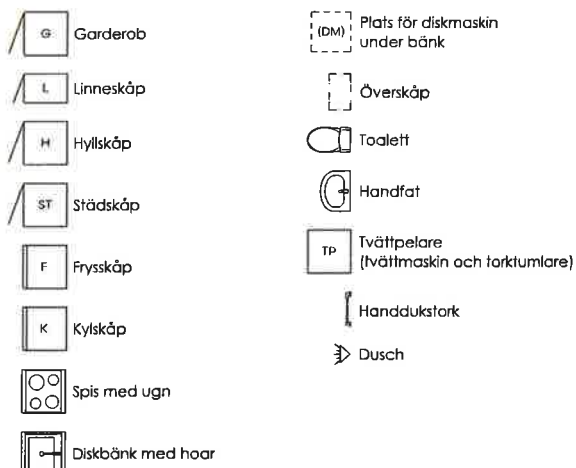 G Garderob
L Linneskåp
H Hyllskåp
ST Städskåp
F Frysskåp
K Kylskåp
Spis med ugn
Diskbänk med hoar
(DM) Plats för diskmaskin
under bänk
Överskåp
Toalett
Handfat
TP Tvättpelare
(tvättmaskin och torktumlare)
Handdukstork
Dusch